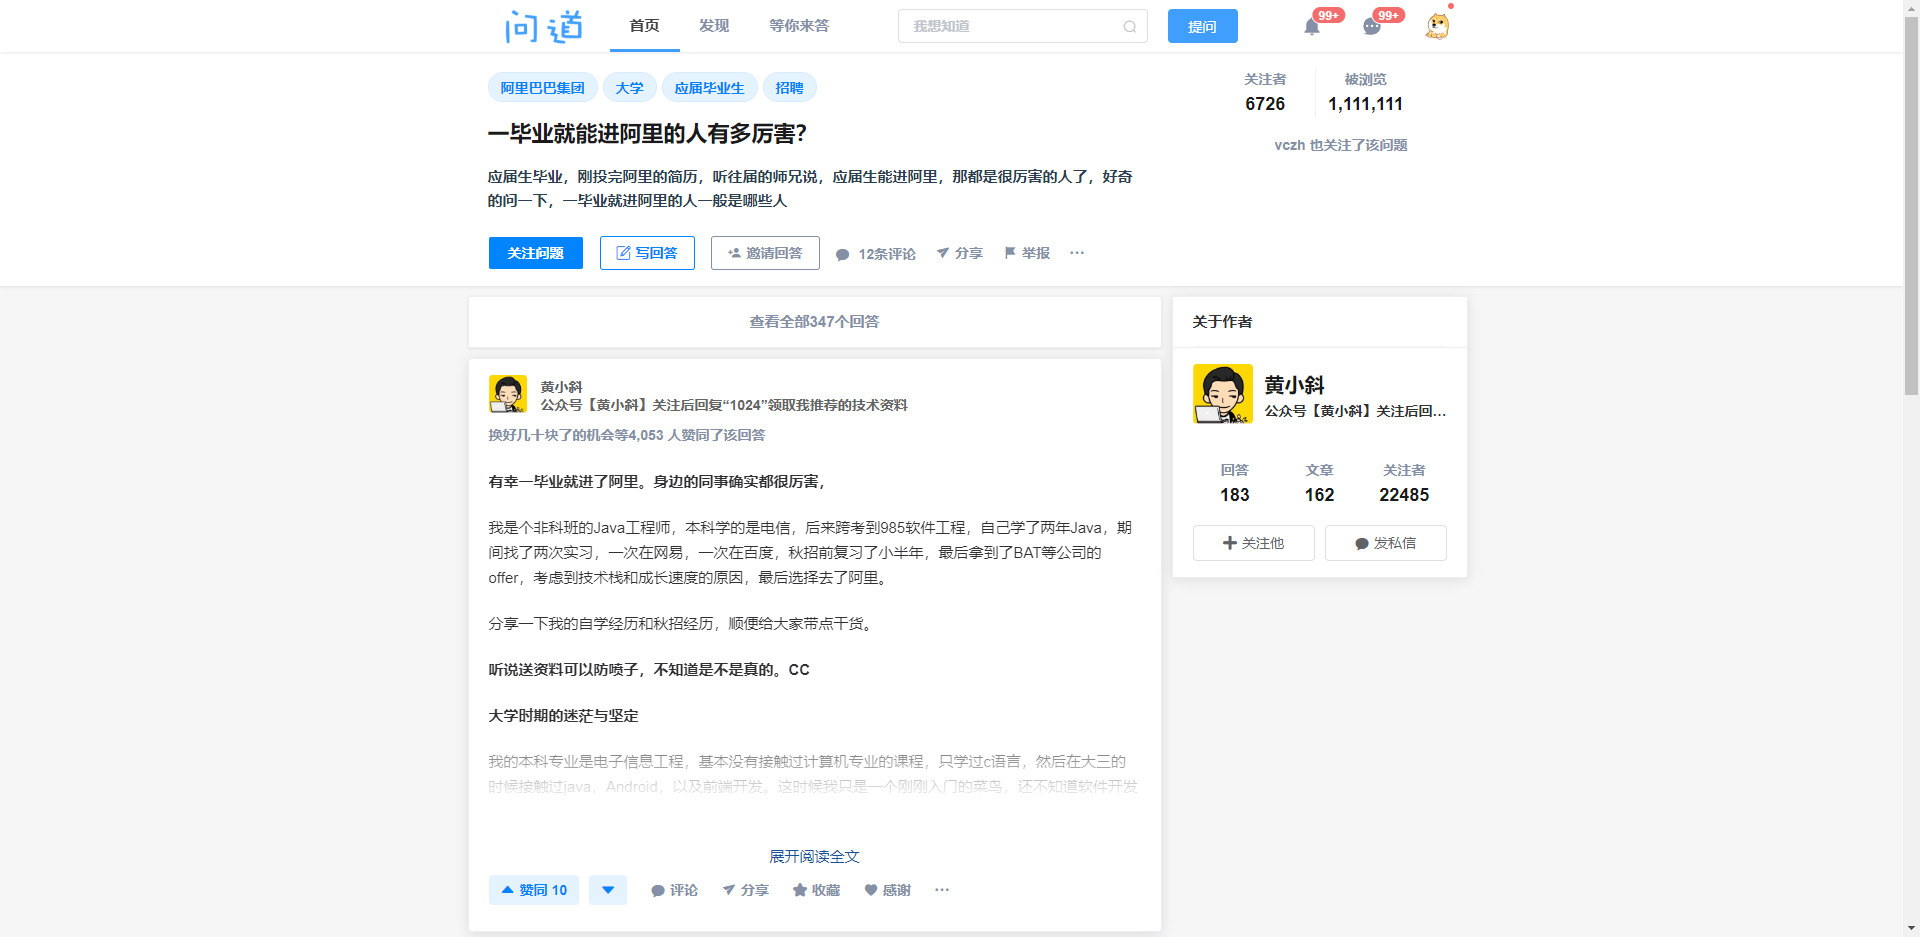 问道
首页
发现
等你来答
我想知道
提问
99+
99+
阿里巴巴集团
大学
应届毕业生
招聘
关注者
6726
被浏览
1,111,111
vczh 也关注了该问题
一毕业就能进阿里的人有多厉害？
应届生毕业，刚投完阿里的简历，听往届的师兄说，应届生能进阿里，那都是很厉害的人了，好奇
的问一下，一毕业就进阿里的人一般是哪些人
关注问题
写回答
邀请回答
12条评论
分享
举报
···
查看全部347个回答
黄小斜
公众号【黄小斜】关注后回复“1024”领取我推荐的技术资料
换好几十块了的机会等4,053 人赞同了该回答
有幸一毕业就进了阿里。身边的同事确实都很厉害，
我是个非科班的Java工程师，本科学的是电信，后来跨考到985软件工程，自己学了两年Java，期
间找了两次实习，一次在网易，一次在百度，秋招前复习了小半年，最后拿到了BAT等公司的
offer，考虑到技术栈和成长速度的原因，最后选择去了阿里。
分享一下我的自学经历和秋招经历，顺便给大家带点干货。
听说送资料可以防喷子，不知道是不是真的。CC
大学时期的迷茫与坚定
我的本科专业是电子信息工程，基本没有接触过计算机专业的课程，只学过c语言，然后在大三的
时候接触过java，Android，以及前端开发。这时候我只是一个刚刚入门的菜鸟，还不知道软件开发
展开阅读全文
赞同 10
评论
分享
收藏
感谢
···
关于作者
黄小斜
公众号【黄小斜】关注后回...
回答
183
文章
162
关注者
22485
关注他
发私信